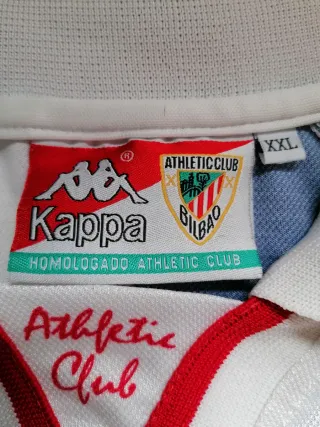 ®
Kappa
ATHLETIC CLUB
BILBAO
XXL
HOMOLOGADO ATHLETIC CLUB
Athletic
Club